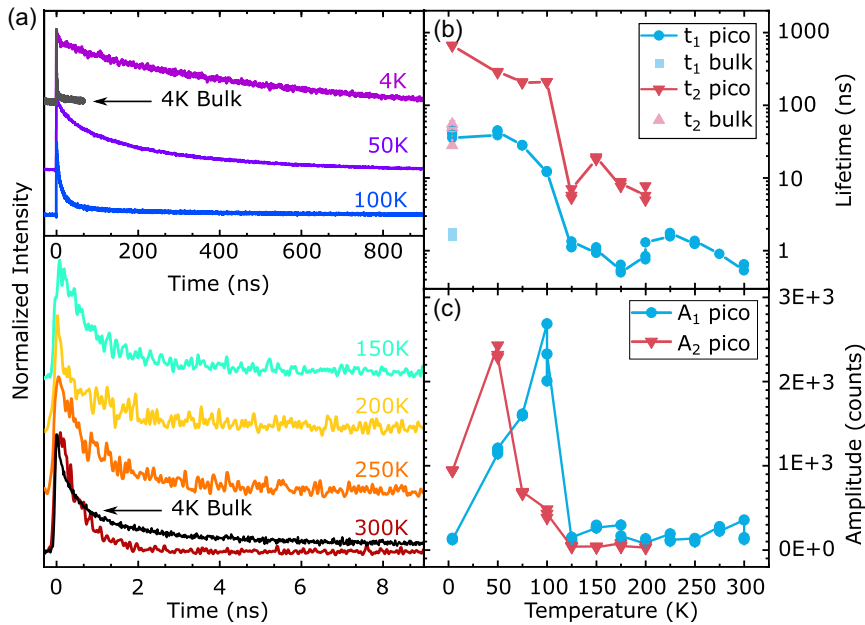 (a)
4K
4K Bulk
50K
100K
0 200 400 600 800
Time (ns)
Normalized Intensity
150K
200K
250K
4K Bulk
300K
0 2 4 6 8
Time (ns)
(b)
t1 pico
t1 bulk
t2 pico
t2 bulk
1000
100
10
1
Lifetime (ns)
(c)
A1 pico
A2 pico
3E+3
2E+3
1E+3
0E+0
Amplitude (counts)
0 50 100 150 200 250 300
Temperature (K)